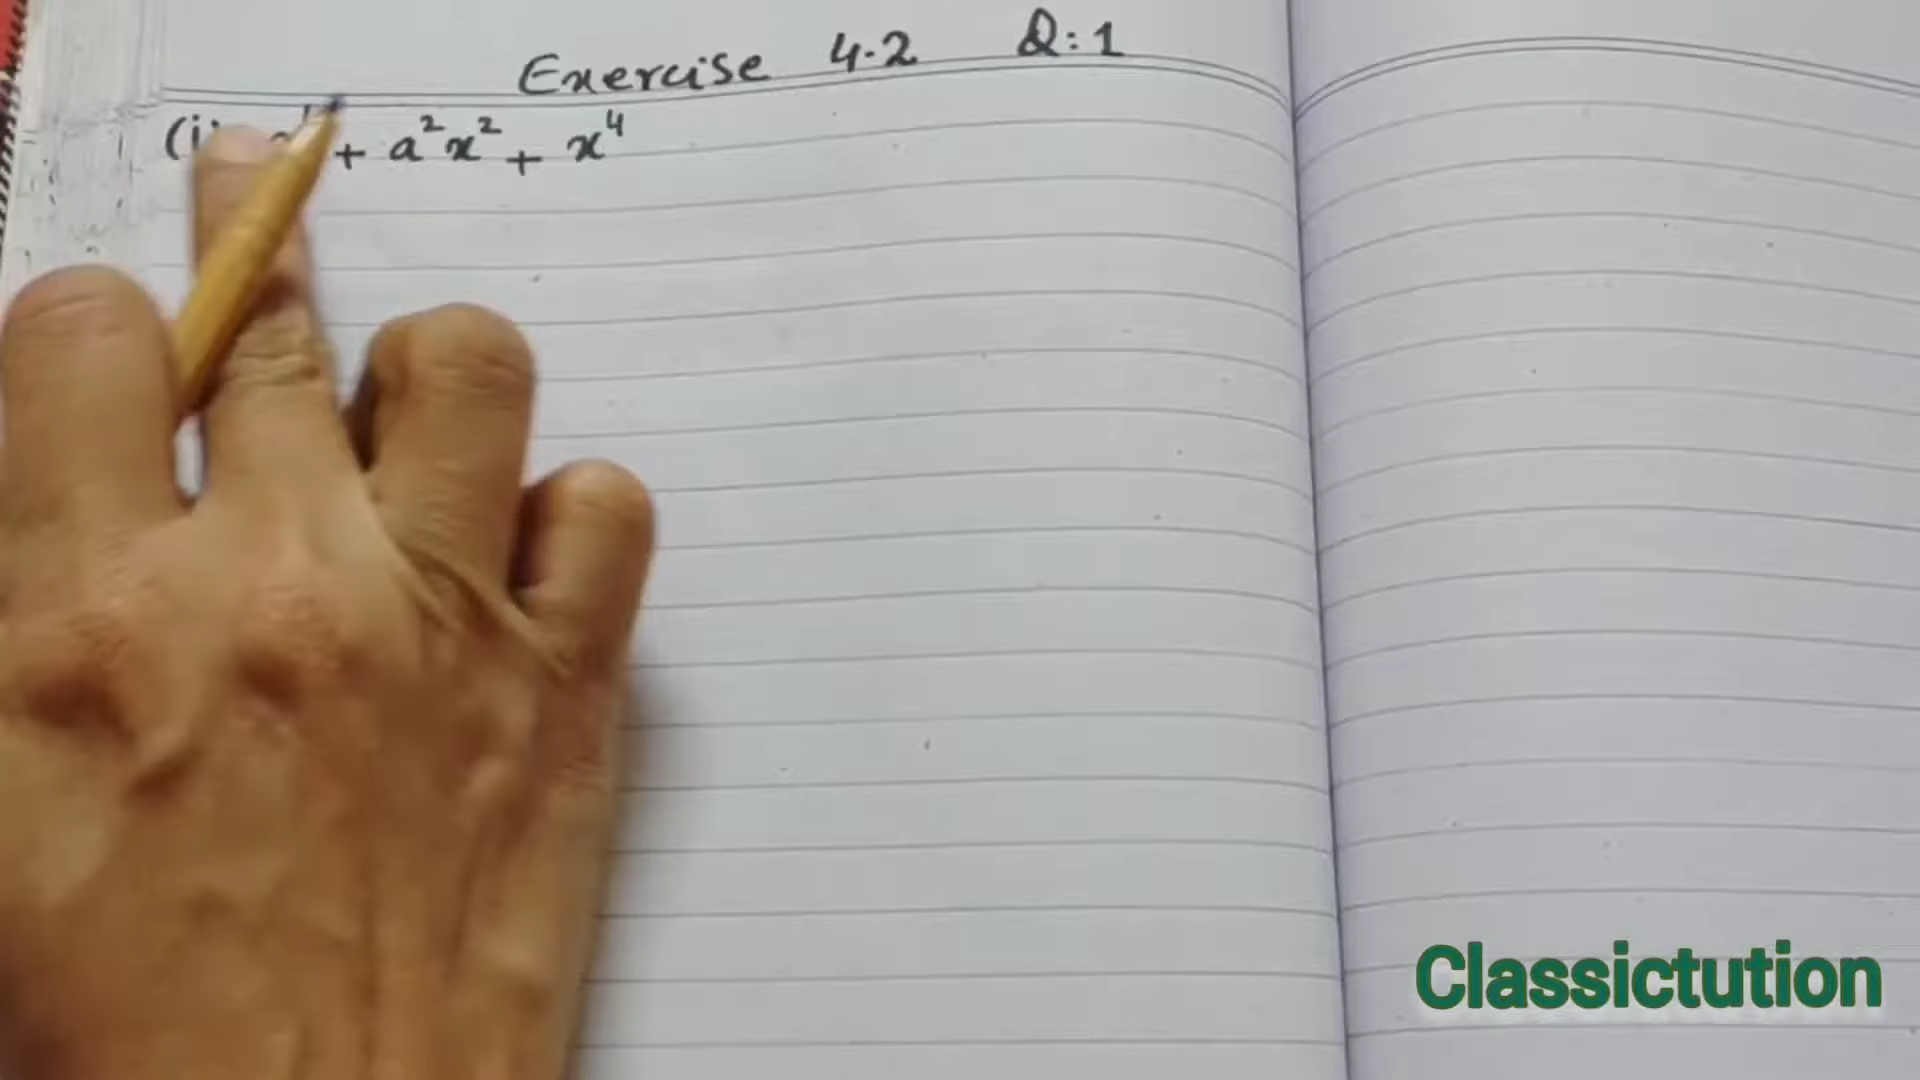 Exercise 4.2 Q:1
(i) + a²x² + x⁴
Classictution